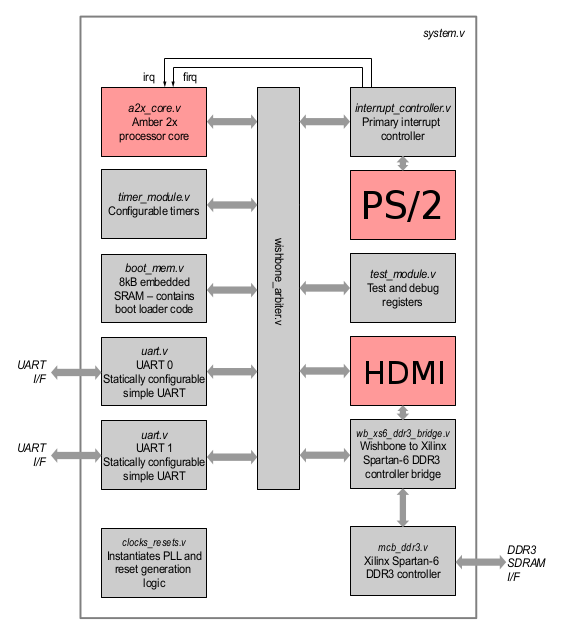 system.v
irq
firq
a2x_core.v
Amber 2x
processor core
interrupt_controller.v
Primary interrupt
controller
timer_module.v
Configurable timers
PS/2
wishbone_arbiter.v
boot_mem.v
8kB embedded
SRAM – contains
boot loader code
test_module.v
Test and debug
registers
UART
I/F
uart.v
UART 0
Statically configurable
simple UART
HDMI
UART
I/F
uart.v
UART 1
Statically configurable
simple UART
wb_xs6_ddr3_bridge.v
Wishbone to Xilinx
Spartan-6 DDR3
controller bridge
clocks_resets.v
Instantiates PLL and
reset generation
logic
mcb_ddr3.v
Xilinx Spartan-6
DDR3 controller
DDR3
SDRAM
I/F